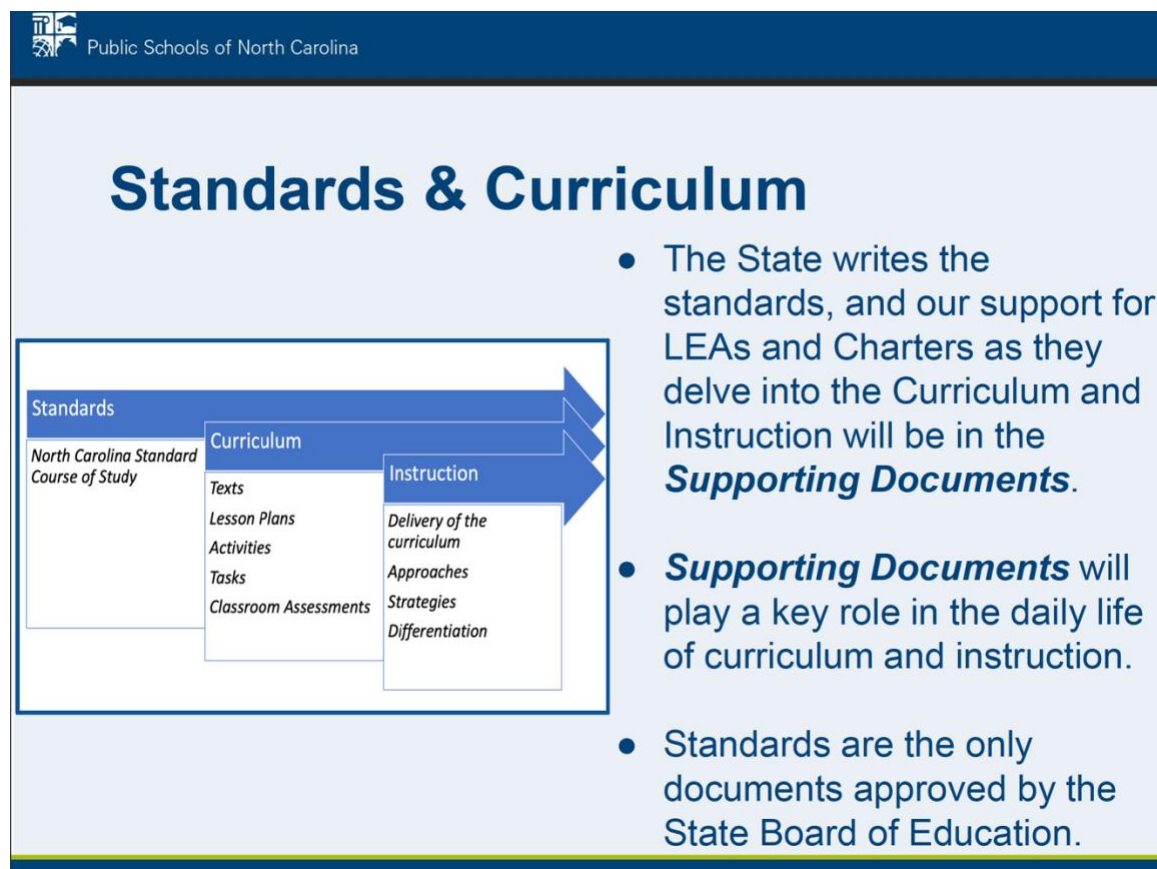 Public Schools of North Carolina
Standards & Curriculum
Standards
North Carolina Standard
Course of Study
Curriculum
Texts
Lesson Plans
Activities
Tasks
Classroom Assessments
Instruction
Delivery of the
curriculum
Approaches
Strategies
Differentiation
● The State writes the
standards, and our support for
LEAs and Charters as they
delve into the Curriculum and
Instruction will be in the
Supporting Documents.
● Supporting Documents will
play a key role in the daily life
of curriculum and instruction.
● Standards are the only
documents approved by the
State Board of Education.